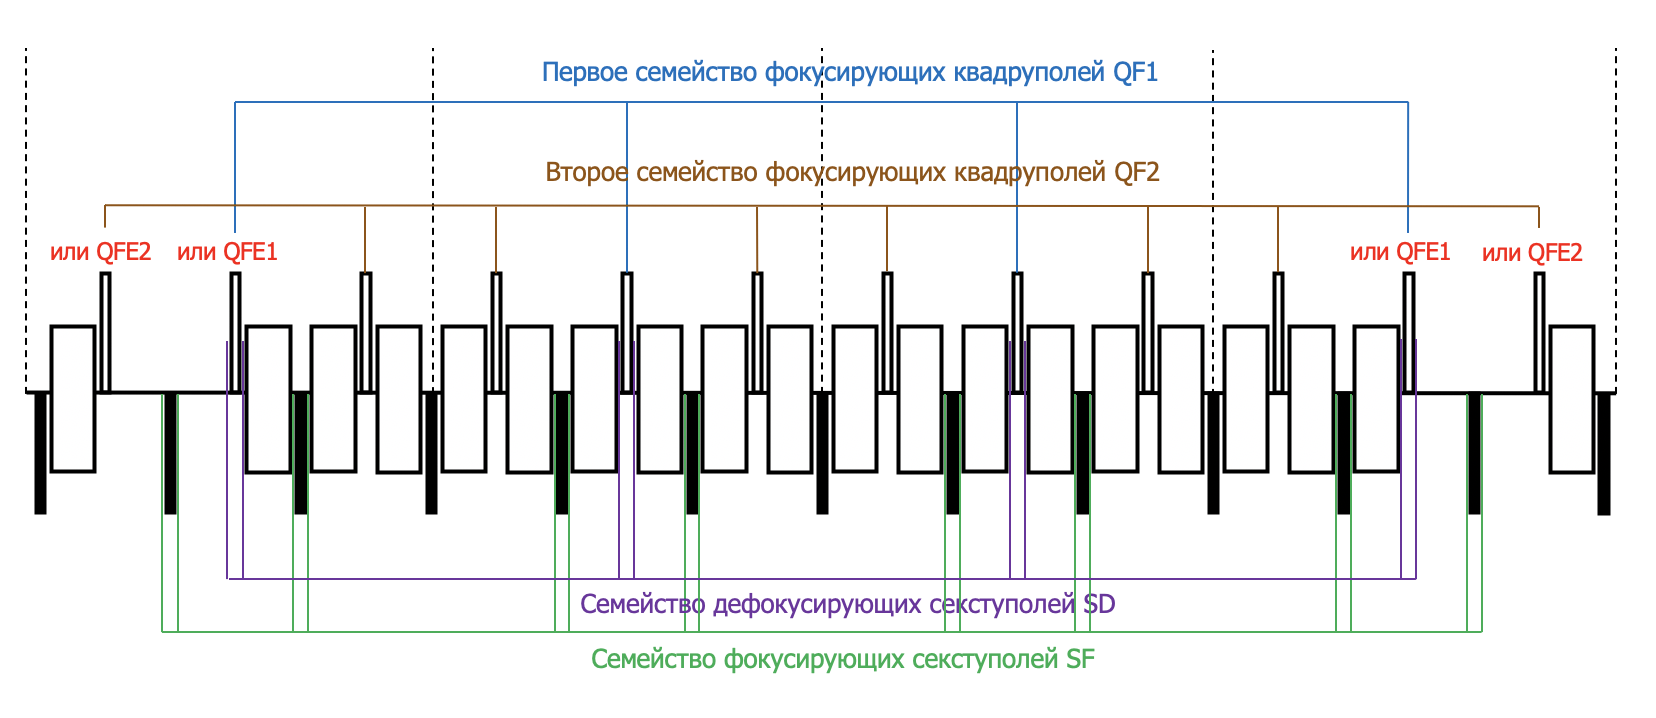 Первое семейство фокусирующих квадруполей QF1
Второе семейство фокусирующих квадруполей QF2
или QFE2
или QFE1
или QFE1
или QFE2
Семейство дефокусирующих секступолей SD
Семейство фокусирующих секступолей SF